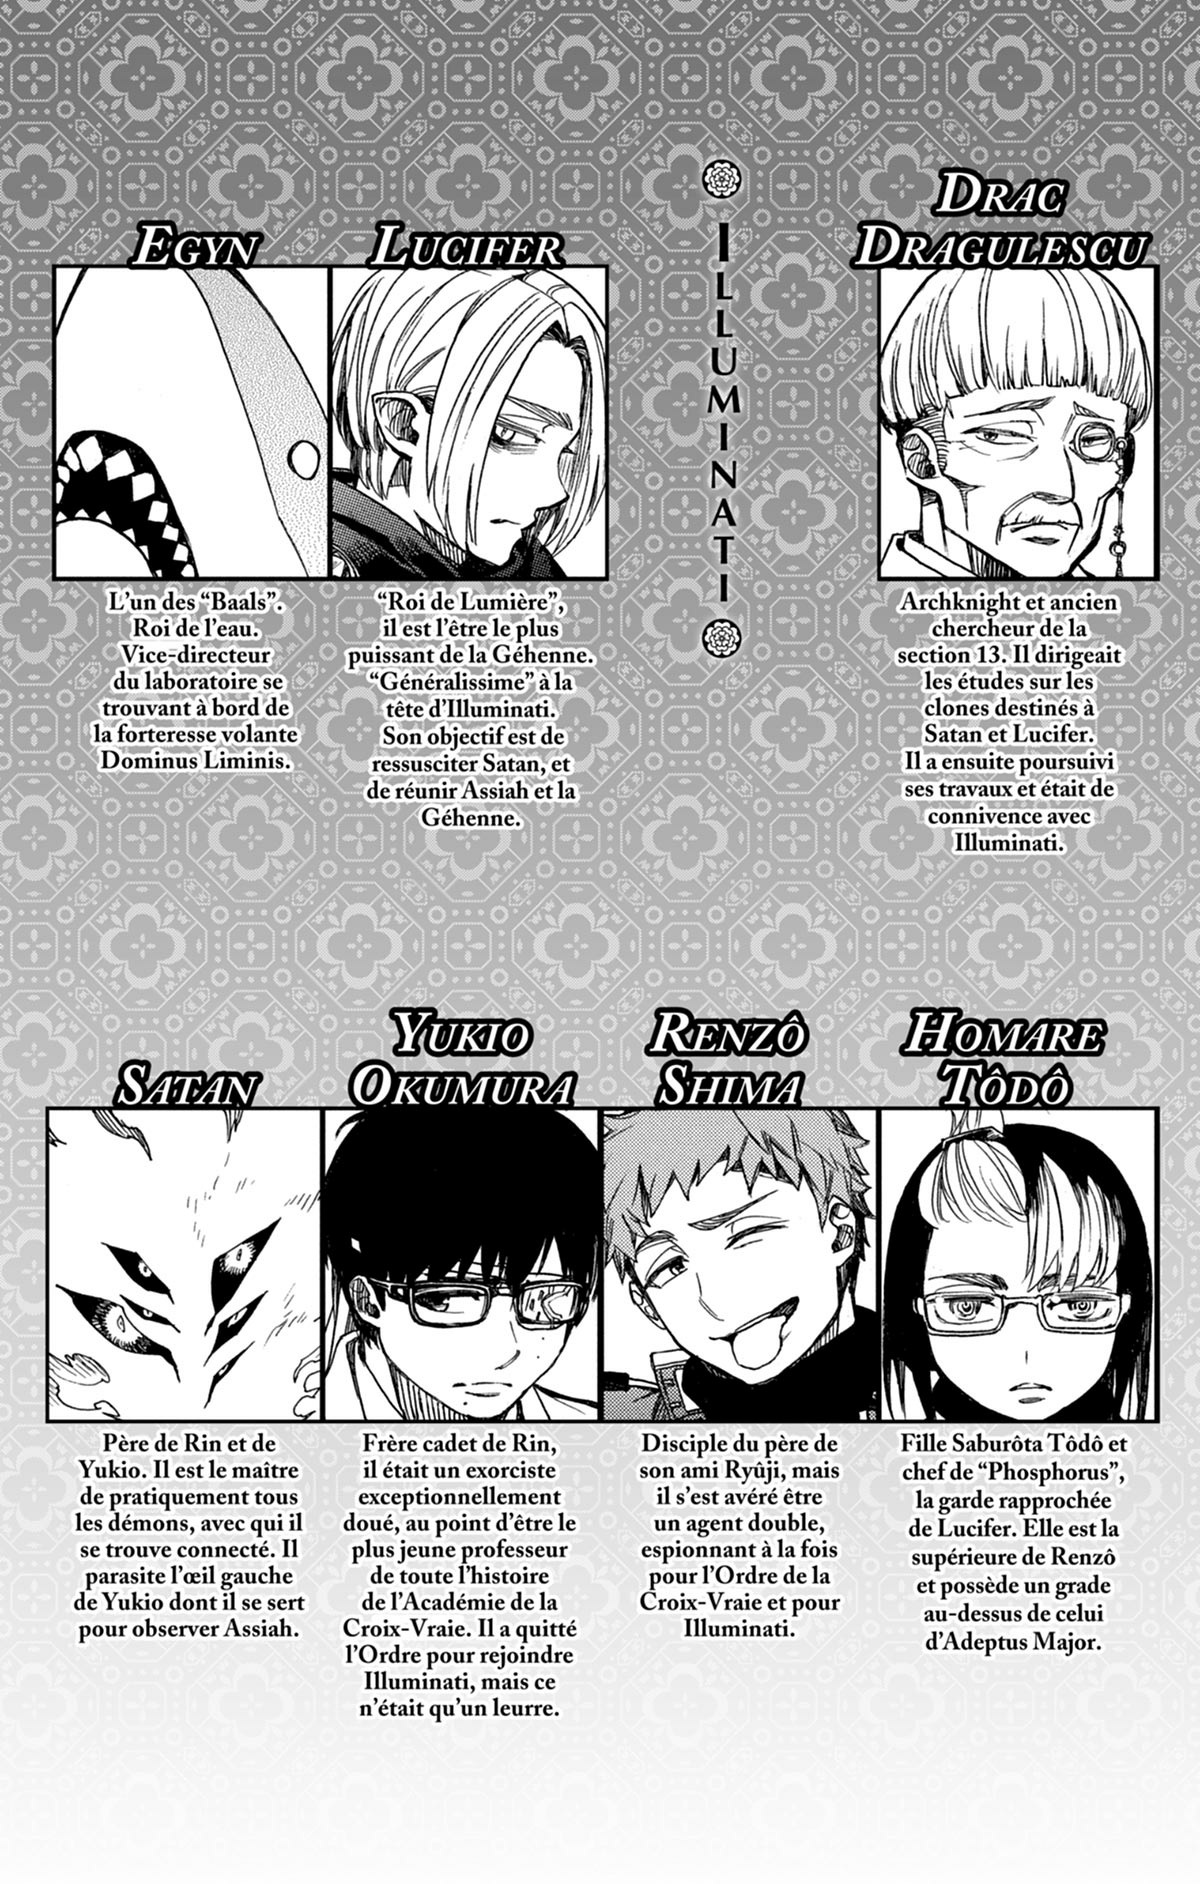 EGYN
L'un des “Baals”.
Roi de l'eau.
Vice-directeur
du laboratoire se
trouvant à bord de
la forteresse volante
Dominus Liminis.
LUCIFER
“Roi de Lumière”,
il est l'être le plus
puissant de la Géhenne.
“Généralissime” à la
tête d'Illuminati.
Son objectif est de
ressusciter Satan, et
de réunir Assiah et la
Géhenne.
ILLUMINATI
DRAC
DRAGULESCU
Archknight et ancien
chercheur de la
section 13. Il dirigeait
les études sur les
clones destinés à
Satan et Lucifer.
Il a ensuite poursuivi
ses travaux et était de
connivence avec
Illuminati.
SATAN
Père de Rin et de
Yukio. Il est le maître
de pratiquement tous
les démons, avec qui il
se trouve connecté. Il
parasite l'œil gauche
de Yukio dont il se sert
pour observer Assiah.
YUKIO
OKUMURA
Frère cadet de Rin,
il était un exorciste
exceptionnellement
doué, au point d'être le
plus jeune professeur
de toute l'histoire
de l'Académie de la
Croix-Vraie. Il a quitté
l'Ordre pour rejoindre
Illuminati, mais ce
n'était qu'un leurre.
RENZÔ
SHIMA
Disciple du père de
son ami Ryûji, mais
il s'est avéré être
un agent double,
espionnant à la fois
pour l'Ordre de la
Croix-Vraie et pour
Illuminati.
HOMARE
TÔDÔ
Fille Saburôta Tôdô et
chef de “Phosphorus”,
la garde rapprochée
de Lucifer. Elle est la
supérieure de Renzô
et possède un grade
au-dessus de celui
d'Adeptus Major.